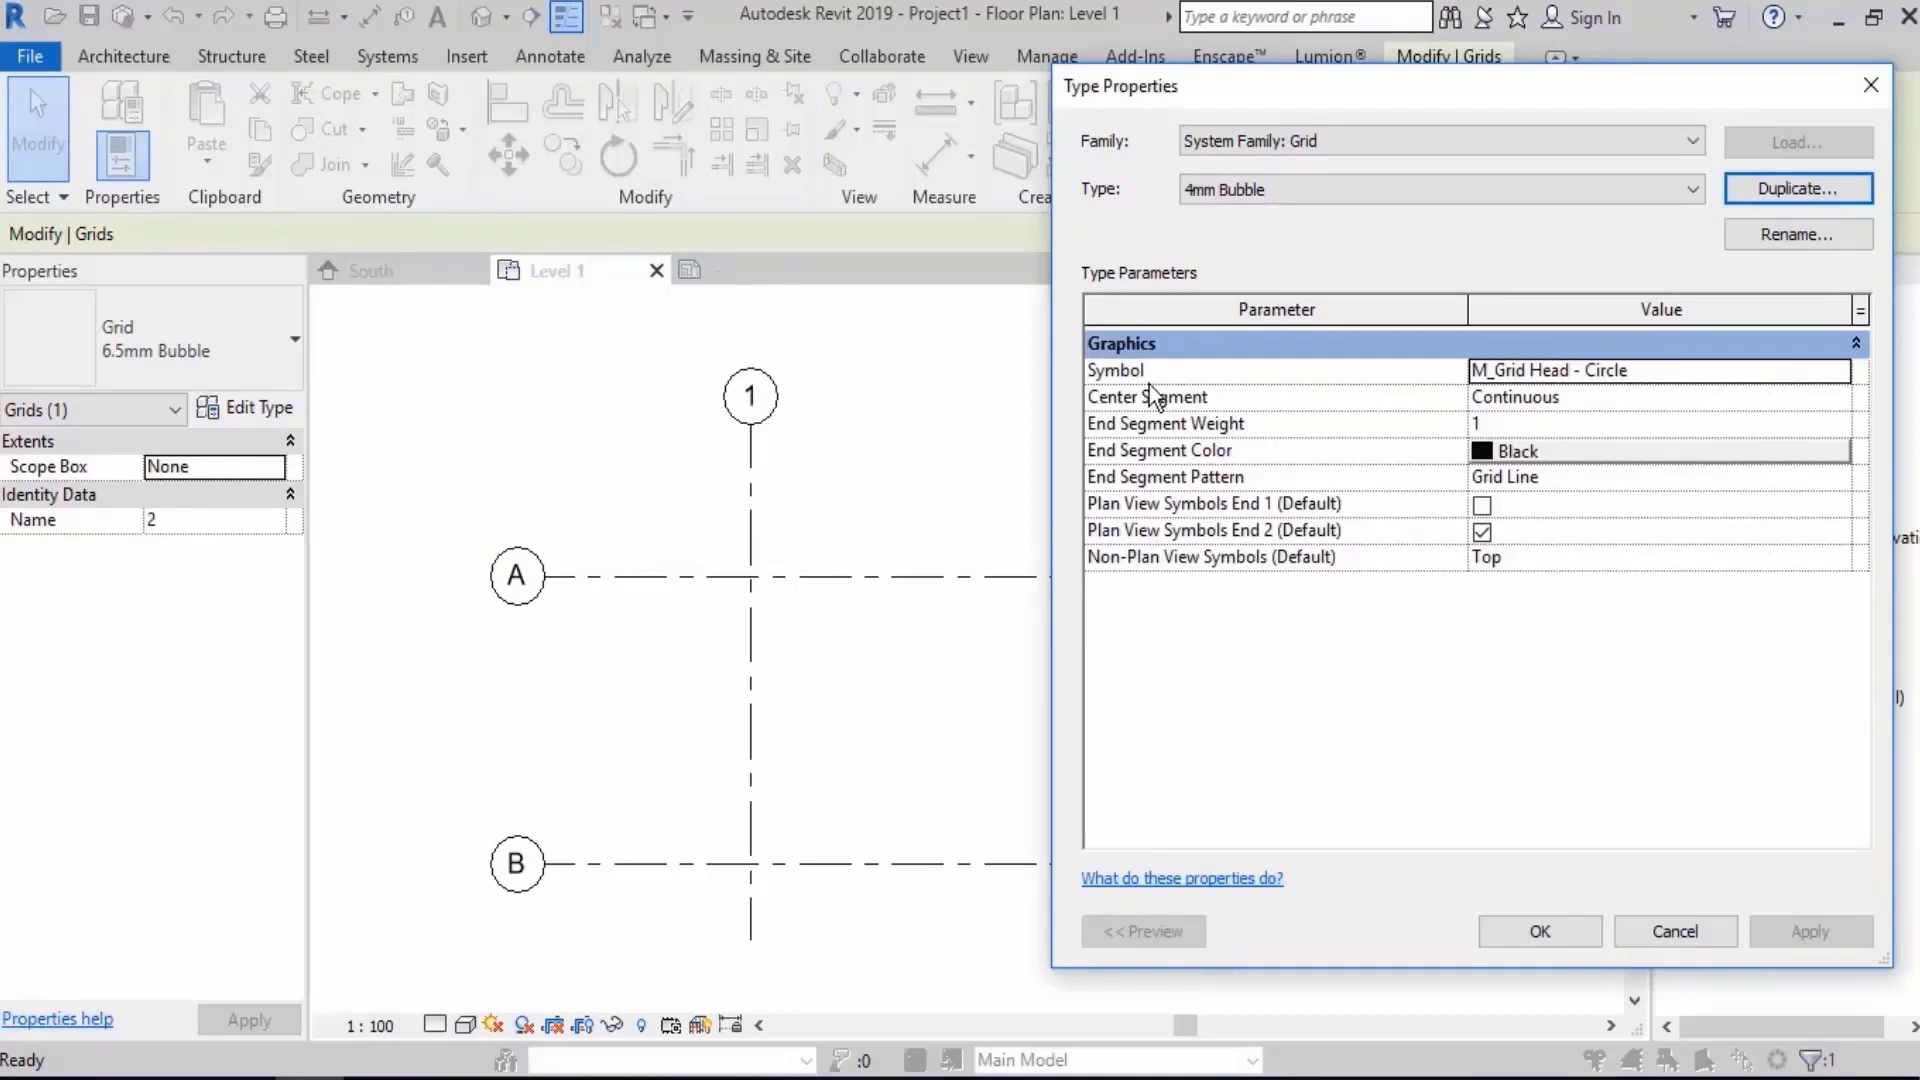 Autodesk Revit 2019 - Project1 - Floor Plan: Level 1
Type a keyword or phrase
Sign In
File Architecture Structure Steel Systems Insert Annotate Analyze Massing & Site Collaborate View Manage Add-Ins Enscape™ Lumion® Modify | Grids
Modify
Paste
Cope
Cut
Join
Select Properties Clipboard Geometry Modify View Measure Crea
Modify | Grids
Properties
Grid
6.5mm Bubble
Grids (1) Edit Type
Extents
Scope Box None
Identity Data
Name 2
Properties help Apply
South Level 1
1
A
B
1 : 100
Type Properties
Family: System Family: Grid Load...
Type: 4mm Bubble Duplicate...
Rename...
Type Parameters
Parameter Value =
Graphics
Symbol M_Grid Head - Circle
Center Segment Continuous
End Segment Weight 1
End Segment Color Black
End Segment Pattern Grid Line
Plan View Symbols End 1 (Default)
Plan View Symbols End 2 (Default)
Non-Plan View Symbols (Default) Top
What do these properties do?
<< Preview OK Cancel Apply
vati
)
Ready :0 Main Model :1